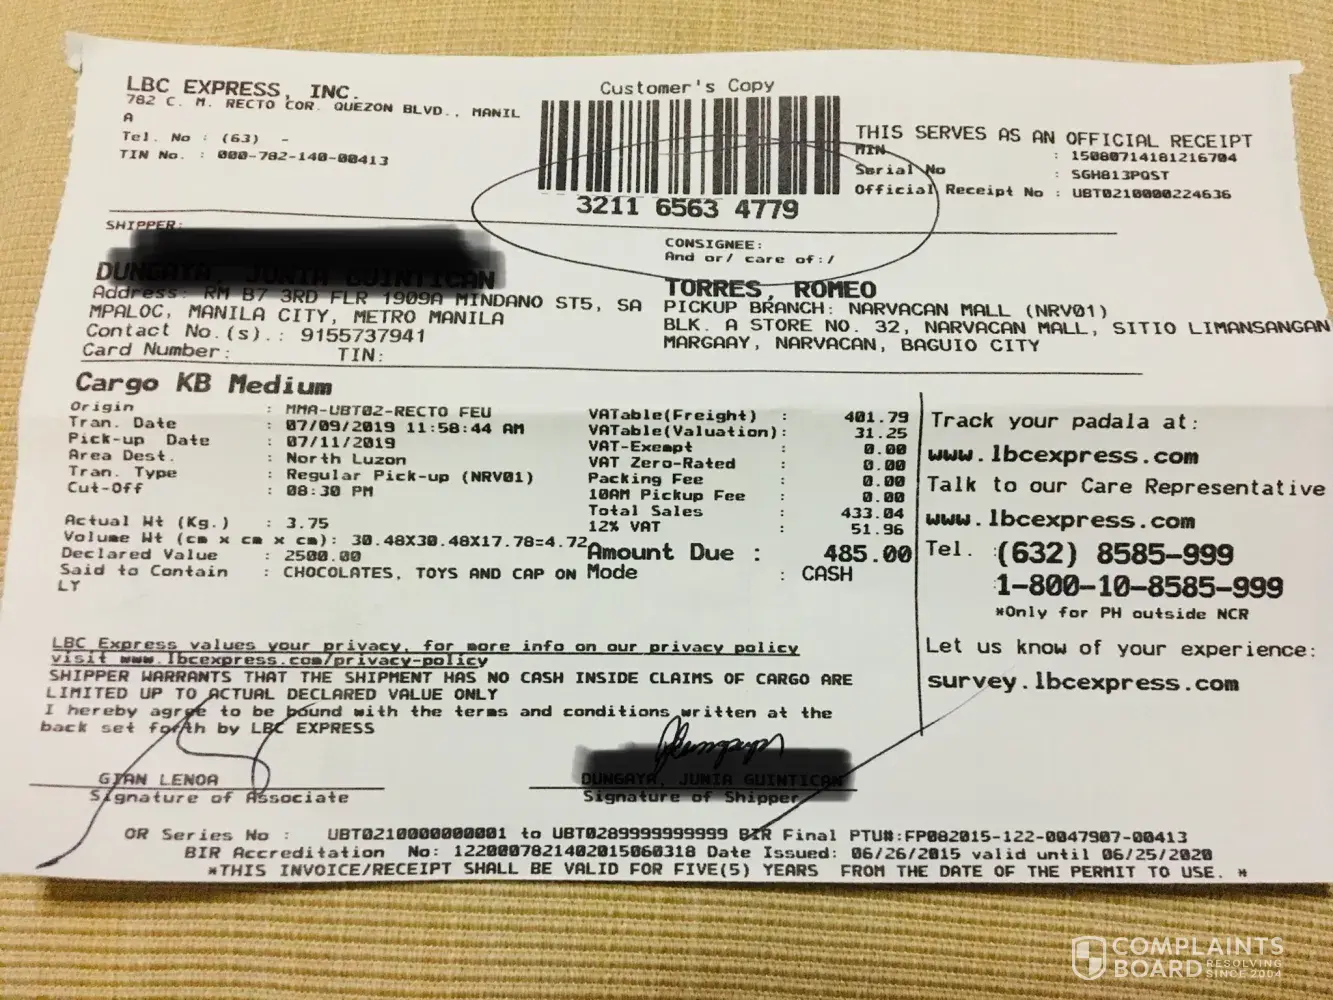 LBC EXPRESS, INC.
782 C. M. RECTO COR. QUEZON BLVD., MANIL
A
Tel. No : (63) -
TIN No. : 000-782-140-00413
Customer's Copy
3211 6563 4779
THIS SERVES AS AN OFFICIAL RECEIPT
MIN : 15080714181216704
Serial No : SGH813PQST
Official Receipt No : UBT0210000224636
SHIPPER:
DUNGAYA, JUNIA GUINTICAN
Address: RM B7 3RD FLR 1909A MINDANO ST5, SA
MPALOC, MANILA CITY, METRO MANILA
Contact No.(s).: 9155737941
Card Number: TIN:
CONSIGNEE:
And or/ care of:/
TORRES, ROMEO
PICKUP BRANCH: NARVACAN MALL (NRV01)
BLK. A STORE NO. 32, NARVACAN MALL, SITIO LIMANSANGAN
MARGAAY, NARVACAN, BAGUIO CITY
Cargo KB Medium
Origin : MMA-UBT02-RECTO FEU
Tran. Date : 07/09/2019 11:58:44 AM
Pick-up Date : 07/11/2019
Area Dest. : North Luzon
Tran. Type : Regular Pick-up (NRV01)
Cut-Off : 08:30 PM
Actual Wt (Kg.) : 3.75
Volume Wt (cm x cm x cm): 30.48X30.48X17.78=4.72
Declared Value : 2500.00
Said to Contain : CHOCOLATES, TOYS AND CAP ON
LY
VATable(Freight) : 401.79
VATable(Valuation): 31.25
VAT-Exempt : 0.00
VAT Zero-Rated : 0.00
Packing Fee : 0.00
10AM Pickup Fee : 0.00
Total Sales : 433.04
12% VAT : 51.96
Amount Due : 485.00
Mode : CASH
Track your padala at:
www.lbcexpress.com
Talk to our Care Representative
www.lbcexpress.com
Tel. :(632) 8585-999
:1-800-10-8585-999
*Only for PH outside NCR
Let us know of your experience:
survey.lbcexpress.com
LBC Express values your privacy, for more info on our privacy policy
visit www.lbcexpress.com/privacy-policy
SHIPPER WARRANTS THAT THE SHIPMENT HAS NO CASH INSIDE CLAIMS OF CARGO ARE
LIMITED UP TO ACTUAL DECLARED VALUE ONLY
I hereby agree to be bound with the terms and conditions written at the
back set forth by LBC EXPRESS
GIAN LENOA
Signature of Associate
DUNGAYA, JUNIA GUINTICAN
Signature of Shipper
OR Series No : UBT0210000000001 to UBT0289999999999 BIR Final PTU#:FP082015-122-0047907-00413
BIR Accreditation No: 1220007821402015060318 Date Issued: 06/26/2015 valid until 06/25/2020
*THIS INVOICE/RECEIPT SHALL BE VALID FOR FIVE(5) YEARS FROM THE DATE OF THE PERMIT TO USE. *
COMPLAINTS
BOARD RESOLVING
SINCE 2004